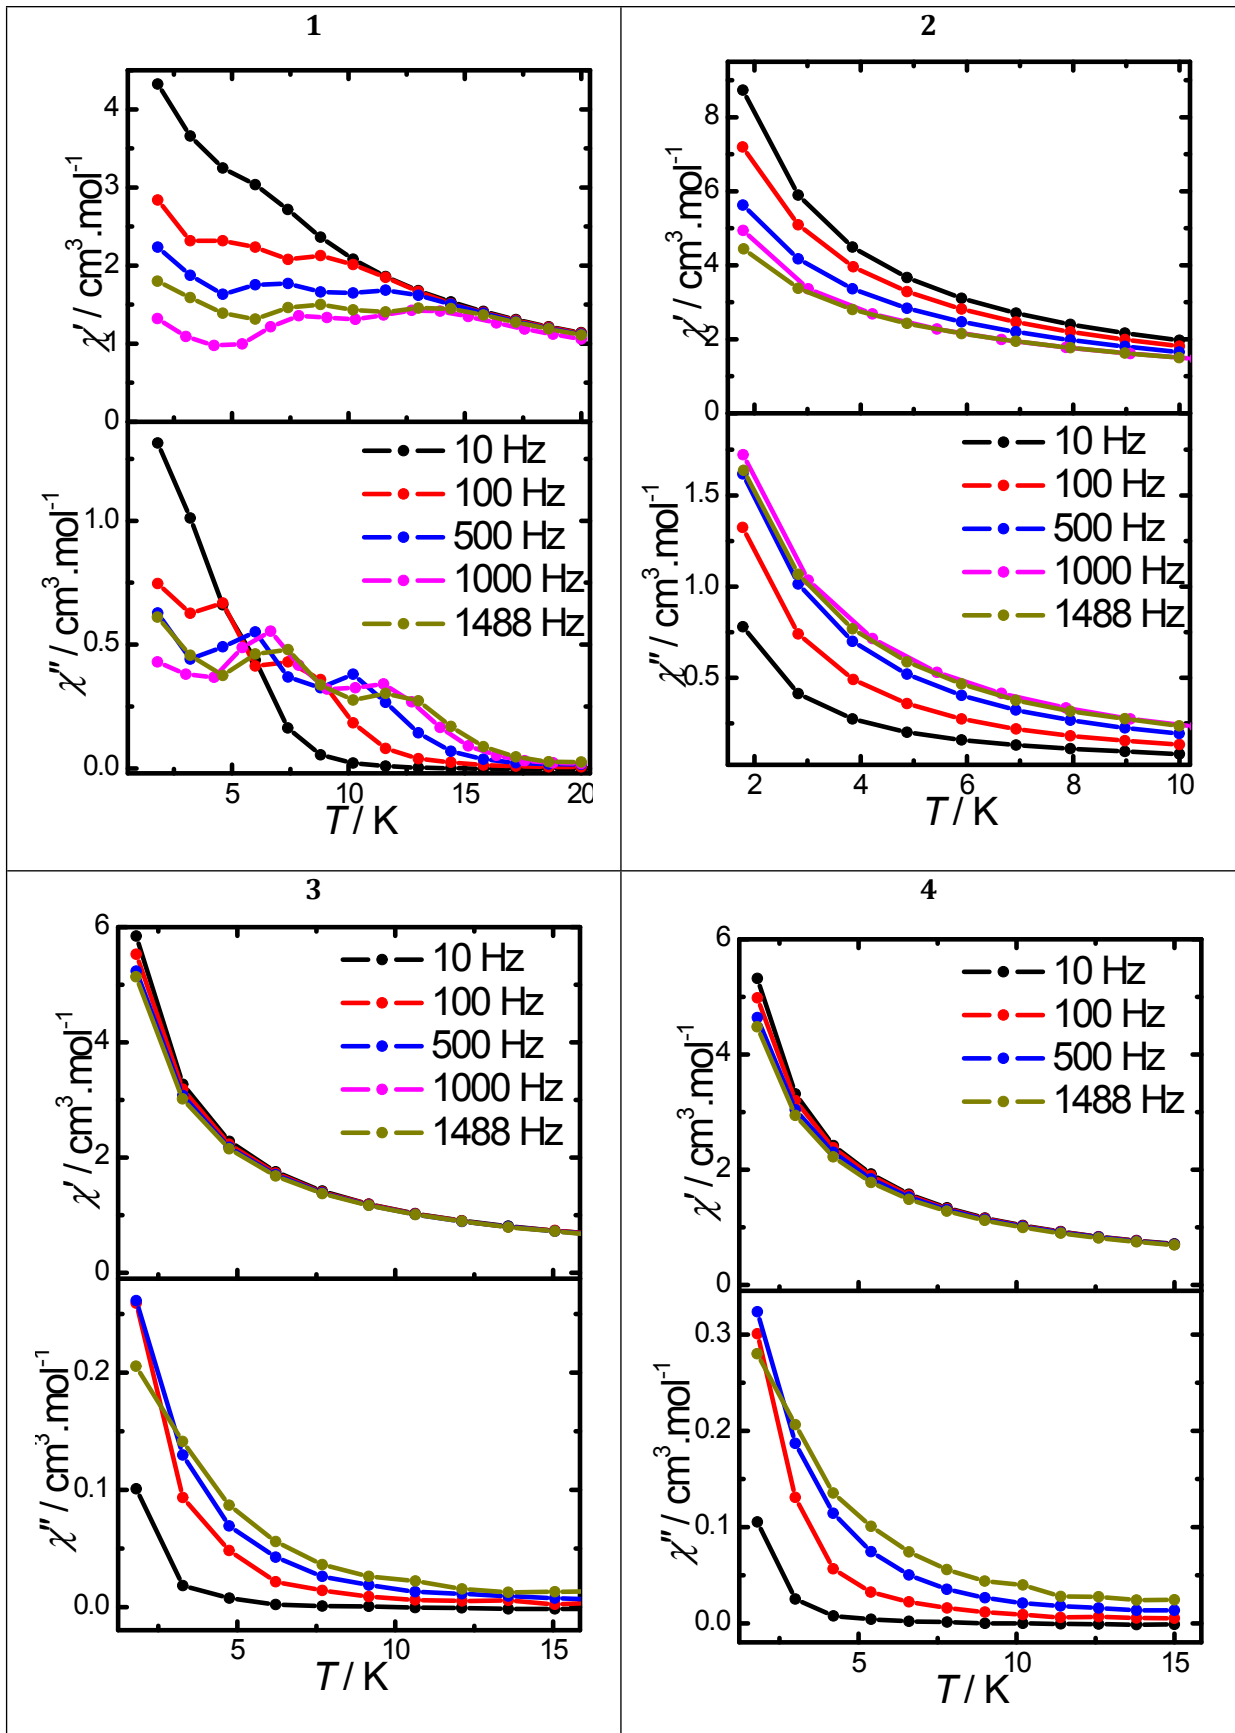 1
χ′ / cm³.mol⁻¹
4
3
2
1
0
χ″ / cm³.mol⁻¹
1.0
0.5
0.0
10 Hz
100 Hz
500 Hz
1000 Hz
1488 Hz
5
10
15
20
T / K
2
χ′ / cm³.mol⁻¹
8
6
4
2
0
χ″ / cm³.mol⁻¹
1.5
1.0
0.5
10 Hz
100 Hz
500 Hz
1000 Hz
1488 Hz
2
4
6
8
10
T / K
3
χ′ / cm³.mol⁻¹
6
4
2
0
10 Hz
100 Hz
500 Hz
1000 Hz
1488 Hz
χ″ / cm³.mol⁻¹
0.2
0.1
0.0
5
10
15
T / K
4
χ′ / cm³.mol⁻¹
6
4
2
0
10 Hz
100 Hz
500 Hz
1488 Hz
χ″ / cm³.mol⁻¹
0.3
0.2
0.1
0.0
5
10
15
T / K